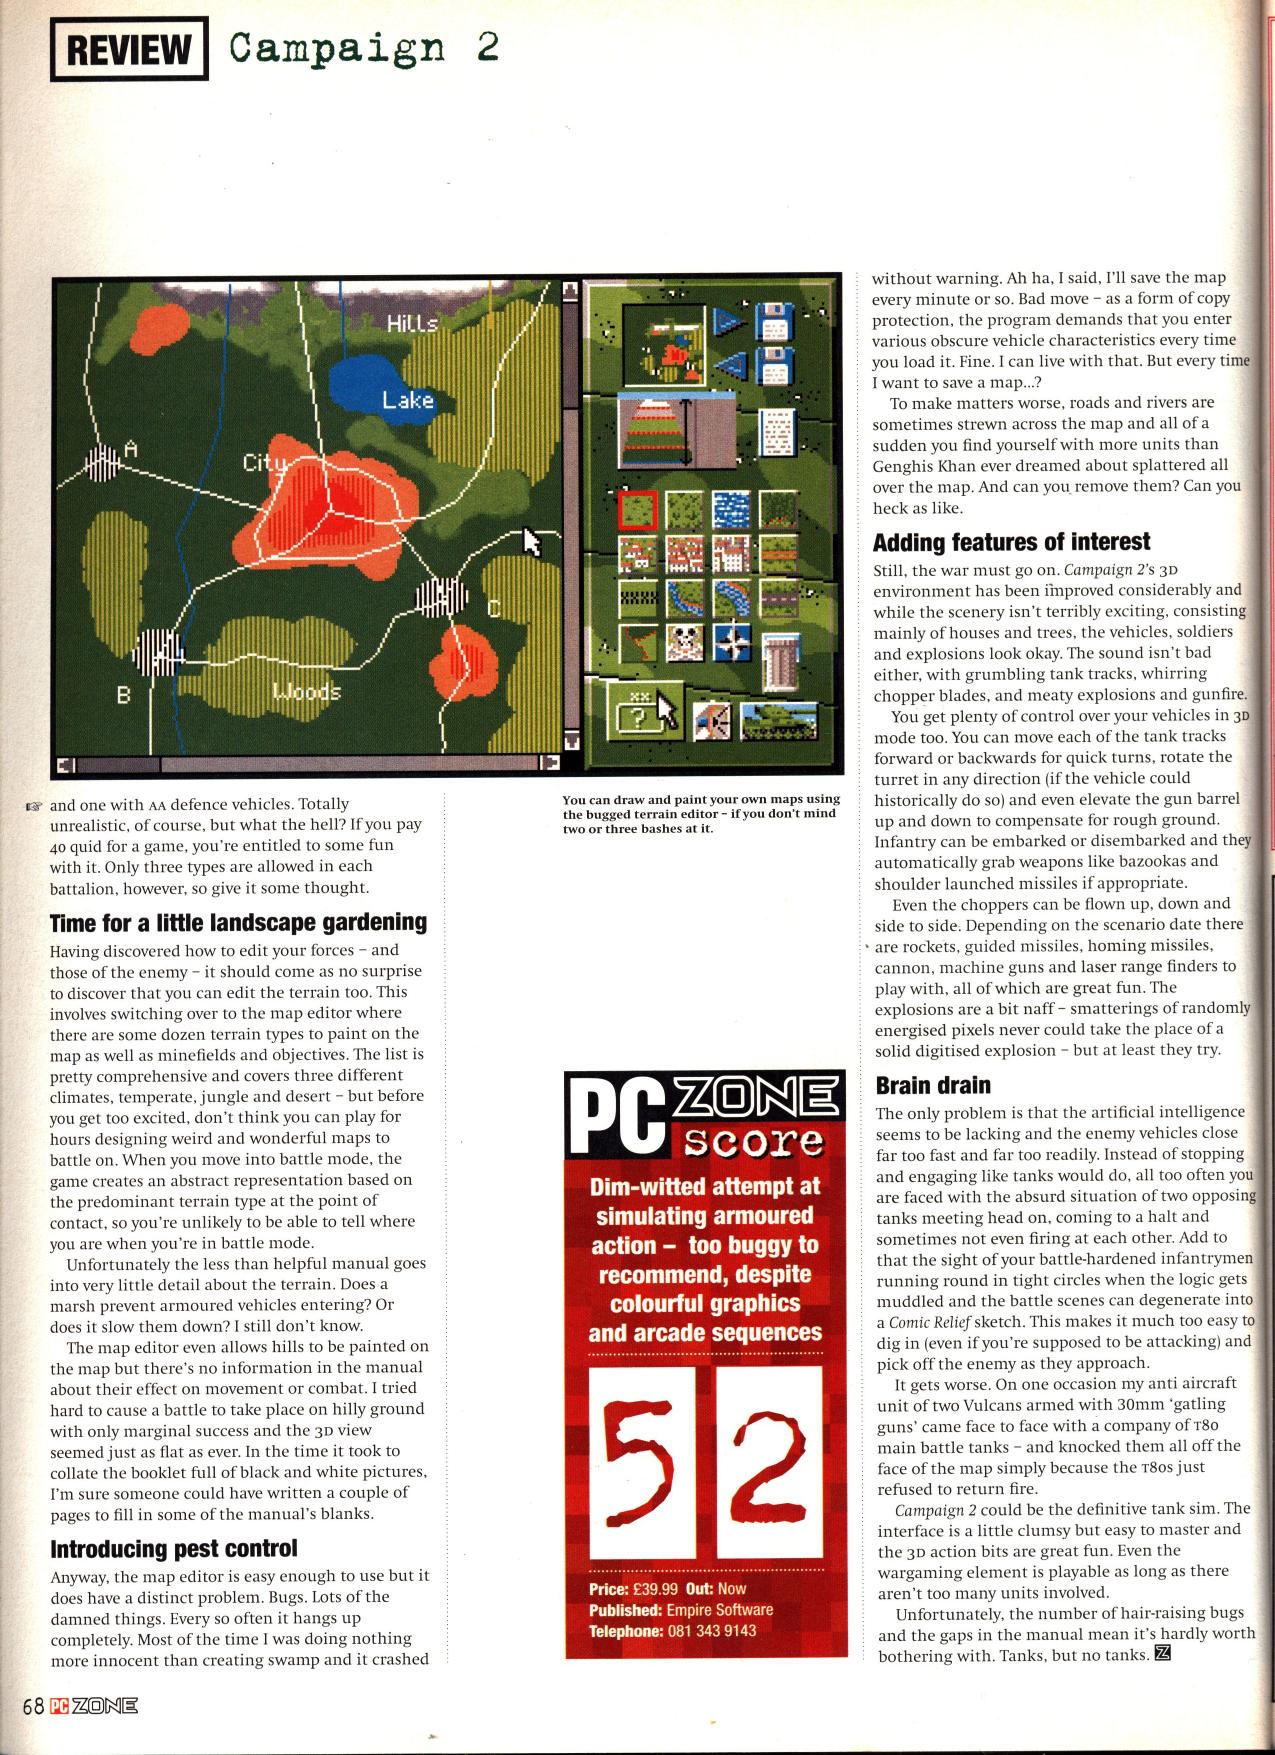 REVIEW Campaign 2
Hills
Lake
A
City
C
B
Woods
xx
?
You can draw and paint your own maps using
the bugged terrain editor – if you don't mind
two or three bashes at it.
and one with AA defence vehicles. Totally
unrealistic, of course, but what the hell? If you pay
40 quid for a game, you're entitled to some fun
with it. Only three types are allowed in each
battalion, however, so give it some thought.
Time for a little landscape gardening
Having discovered how to edit your forces – and
those of the enemy – it should come as no surprise
to discover that you can edit the terrain too. This
involves switching over to the map editor where
there are some dozen terrain types to paint on the
map as well as minefields and objectives. The list is
pretty comprehensive and covers three different
climates, temperate, jungle and desert – but before
you get too excited, don't think you can play for
hours designing weird and wonderful maps to
battle on. When you move into battle mode, the
game creates an abstract representation based on
the predominant terrain type at the point of
contact, so you're unlikely to be able to tell where
you are when you're in battle mode.
Unfortunately the less than helpful manual goes
into very little detail about the terrain. Does a
marsh prevent armoured vehicles entering? Or
does it slow them down? I still don't know.
The map editor even allows hills to be painted on
the map but there's no information in the manual
about their effect on movement or combat. I tried
hard to cause a battle to take place on hilly ground
with only marginal success and the 3D view
seemed just as flat as ever. In the time it took to
collate the booklet full of black and white pictures,
I'm sure someone could have written a couple of
pages to fill in some of the manual's blanks.
Introducing pest control
Anyway, the map editor is easy enough to use but it
does have a distinct problem. Bugs. Lots of the
damned things. Every so often it hangs up
completely. Most of the time I was doing nothing
more innocent than creating swamp and it crashed
without warning. Ah ha, I said, I'll save the map
every minute or so. Bad move – as a form of copy
protection, the program demands that you enter
various obscure vehicle characteristics every time
you load it. Fine. I can live with that. But every time
I want to save a map...?
To make matters worse, roads and rivers are
sometimes strewn across the map and all of a
sudden you find yourself with more units than
Genghis Khan ever dreamed about splattered all
over the map. And can you remove them? Can you
heck as like.
Adding features of interest
Still, the war must go on. Campaign 2's 3D
environment has been improved considerably and
while the scenery isn't terribly exciting, consisting
mainly of houses and trees, the vehicles, soldiers
and explosions look okay. The sound isn't bad
either, with grumbling tank tracks, whirring
chopper blades, and meaty explosions and gunfire.
You get plenty of control over your vehicles in 3D
mode too. You can move each of the tank tracks
forward or backwards for quick turns, rotate the
turret in any direction (if the vehicle could
historically do so) and even elevate the gun barrel
up and down to compensate for rough ground.
Infantry can be embarked or disembarked and they
automatically grab weapons like bazookas and
shoulder launched missiles if appropriate.
Even the choppers can be flown up, down and
side to side. Depending on the scenario date there
are rockets, guided missiles, homing missiles,
cannon, machine guns and laser range finders to
play with, all of which are great fun. The
explosions are a bit naff – smatterings of randomly
energised pixels never could take the place of a
solid digitised explosion – but at least they try.
Brain drain
The only problem is that the artificial intelligence
seems to be lacking and the enemy vehicles close
far too fast and far too readily. Instead of stopping
and engaging like tanks would do, all too often you
are faced with the absurd situation of two opposing
tanks meeting head on, coming to a halt and
sometimes not even firing at each other. Add to
that the sight of your battle-hardened infantrymen
running round in tight circles when the logic gets
muddled and the battle scenes can degenerate into
a Comic Relief sketch. This makes it much too easy to
dig in (even if you're supposed to be attacking) and
pick off the enemy as they approach.
It gets worse. On one occasion my anti aircraft
unit of two Vulcans armed with 30mm 'gatling
guns' came face to face with a company of T80
main battle tanks – and knocked them all off the
face of the map simply because the T80s just
refused to return fire.
Campaign 2 could be the definitive tank sim. The
interface is a little clumsy but easy to master and
the 3D action bits are great fun. Even the
wargaming element is playable as long as there
aren't too many units involved.
Unfortunately, the number of hair-raising bugs
and the gaps in the manual mean it's hardly worth
bothering with. Tanks, but no tanks. Z
PC ZONE
score
Dim-witted attempt at
simulating armoured
action – too buggy to
recommend, despite
colourful graphics
and arcade sequences
52
Price: £39.99 Out: Now
Published: Empire Software
Telephone: 081 343 9143
68 PC ZONE